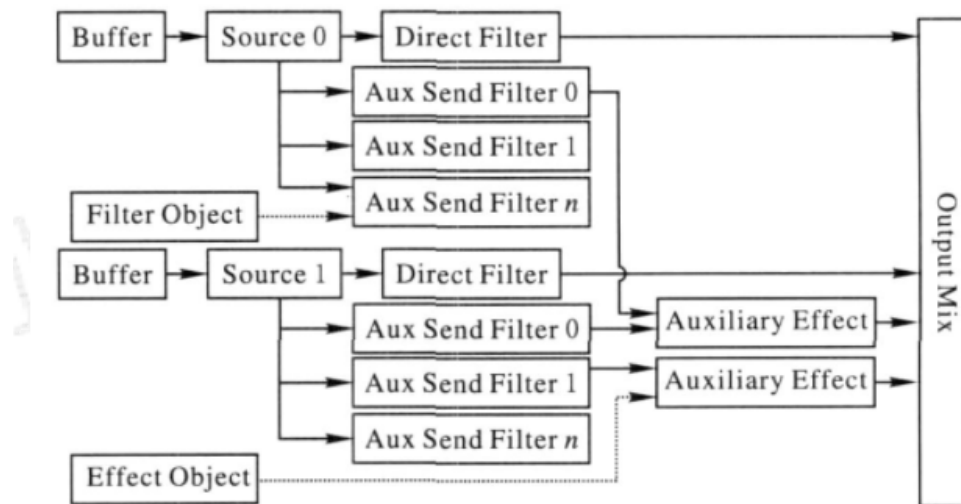 Buffer
Source 0
Direct Filter
Aux Send Filter 0
Aux Send Filter 1
Aux Send Filter n
Filter Object
Buffer
Source 1
Direct Filter
Aux Send Filter 0
Auxiliary Effect
Aux Send Filter 1
Auxiliary Effect
Aux Send Filter n
Effect Object
Output Mix